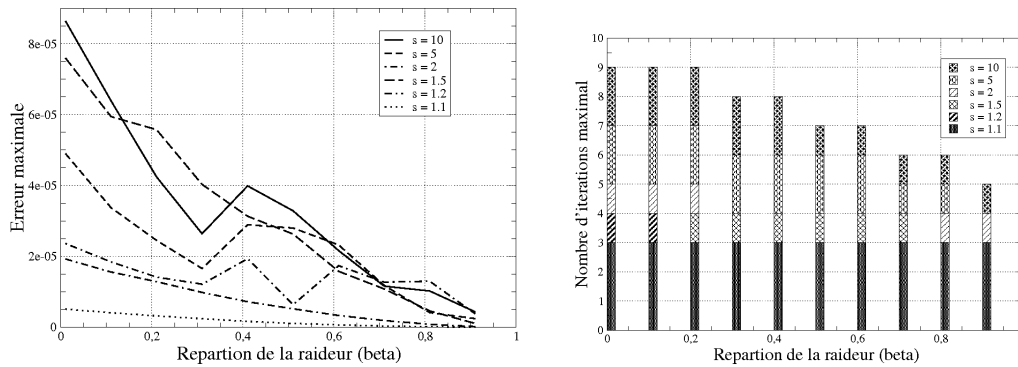 8e-05
6e-05
4e-05
2e-05
0
Erreur maximale
0
0,2
0,4
0,6
0,8
1
Repartion de la raideur (beta)
s = 10
s = 5
s = 2
s = 1.5
s = 1.2
s = 1.1
10
9
8
7
6
5
4
3
2
1
0
Nombre d'iterations maximal
0
0,2
0,4
0,6
0,8
Repartion de la raideur (beta)
s = 10
s = 5
s = 2
s = 1.5
s = 1.2
s = 1.1